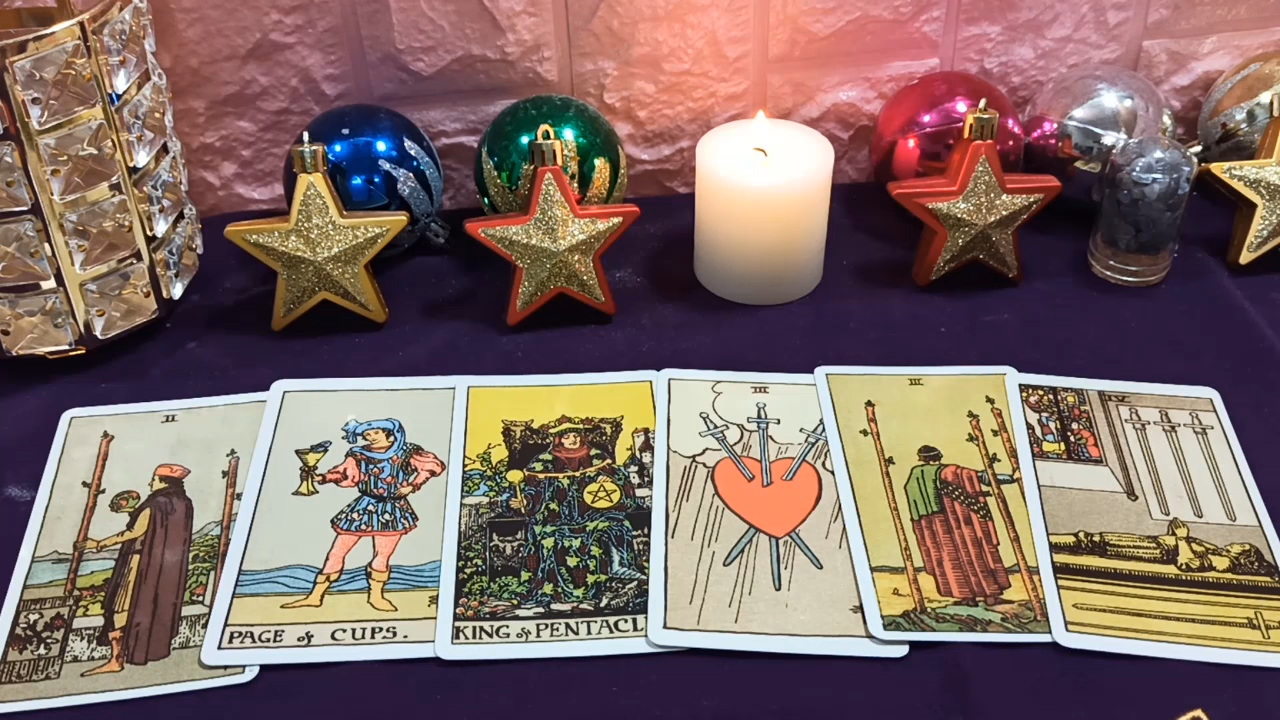 II
PAGE of CUPS.
KING of PENTACL
III
III
IV